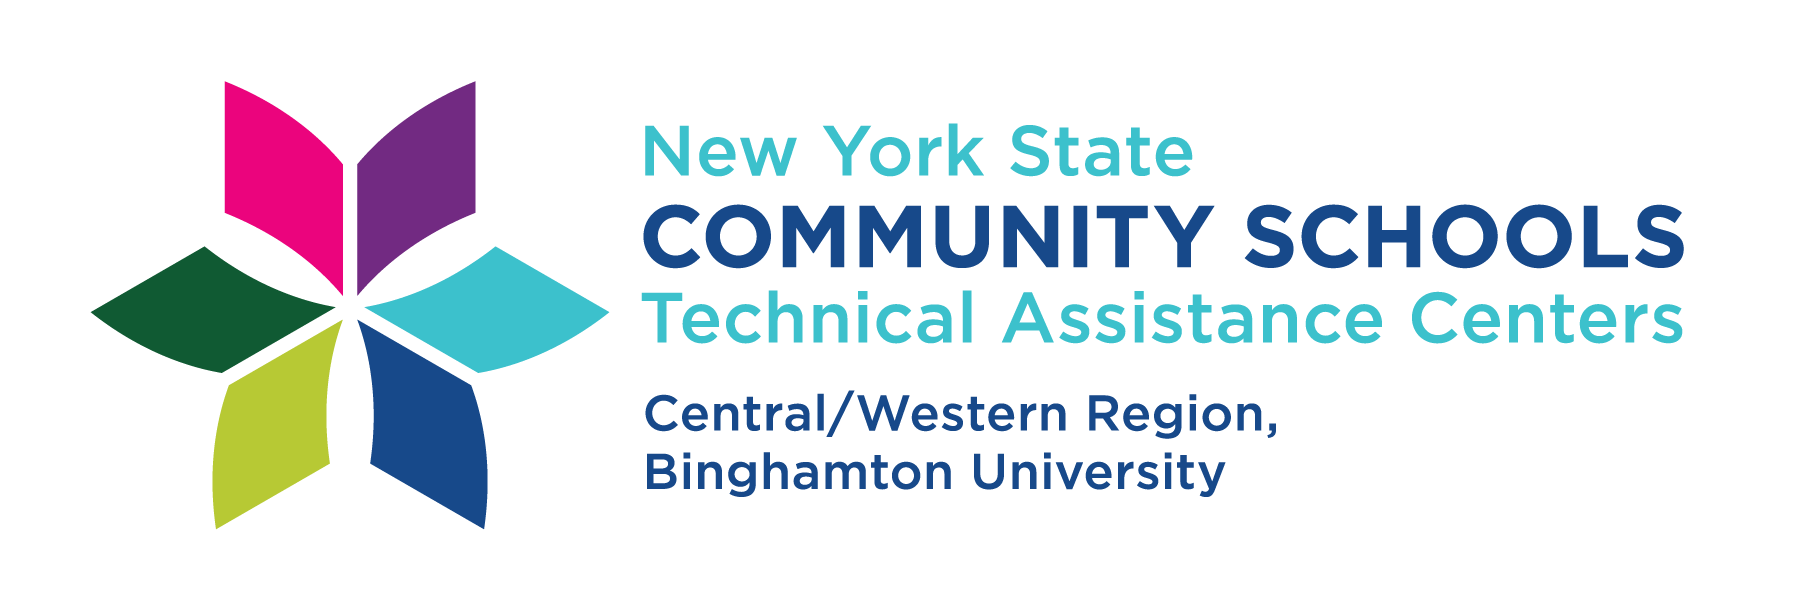 New York State
COMMUNITY SCHOOLS
Technical Assistance Centers
Central/Western Region,
Binghamton University